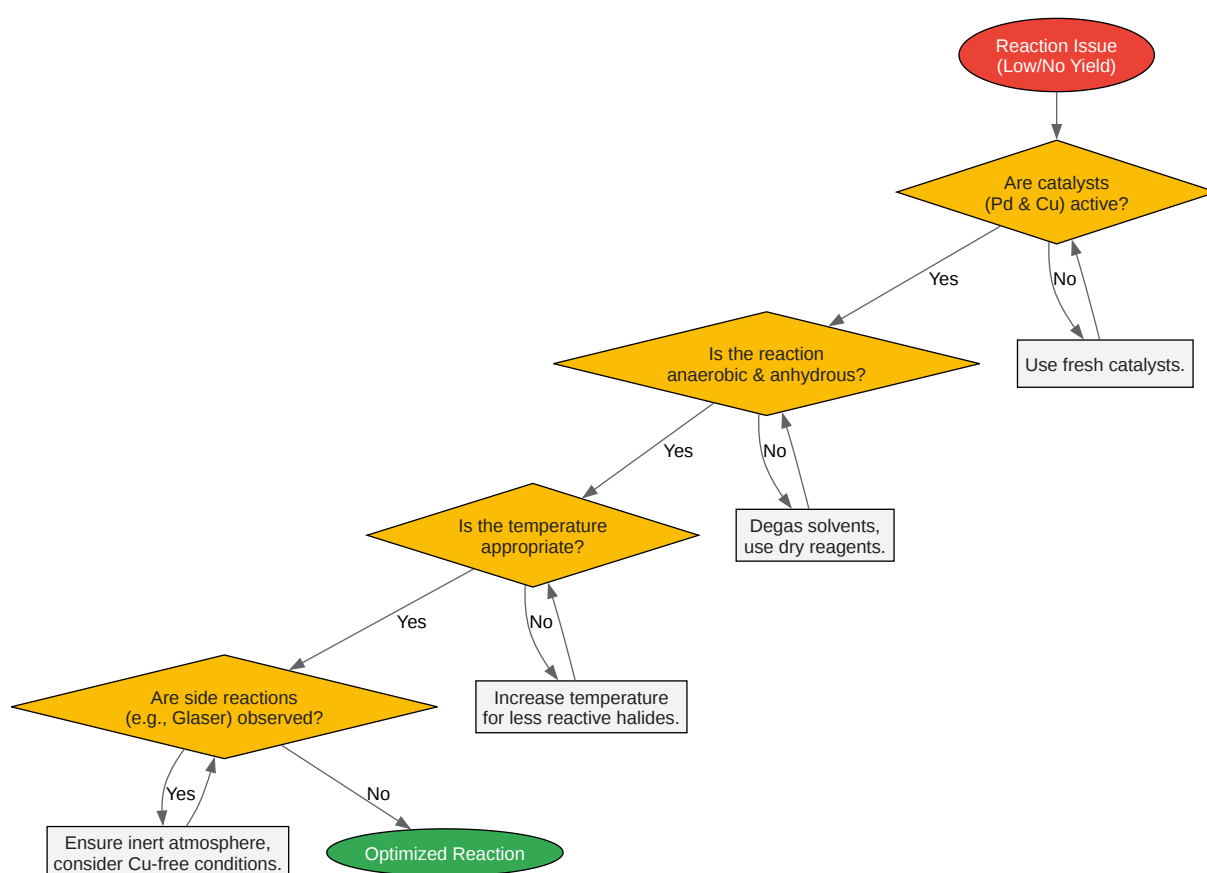 Reaction Issue
(Low/No Yield)
Are catalysts
(Pd & Cu) active?
Yes
No
Is the reaction
anaerobic & anhydrous?
Use fresh catalysts.
Yes
No
Is the temperature
appropriate?
Degas solvents,
use dry reagents.
Yes
No
Are side reactions
(e.g., Glaser) observed?
Increase temperature
for less reactive halides.
Yes
No
Ensure inert atmosphere,
consider Cu-free conditions.
Optimized Reaction